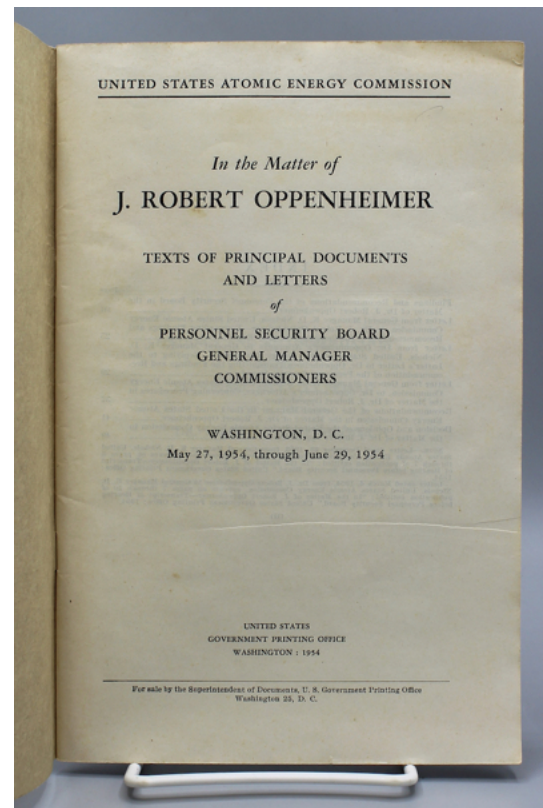 UNITED STATES ATOMIC ENERGY COMMISSION
In the Matter of
J. ROBERT OPPENHEIMER
TEXTS OF PRINCIPAL DOCUMENTS
AND LETTERS
of
PERSONNEL SECURITY BOARD
GENERAL MANAGER
COMMISSIONERS
WASHINGTON, D. C.
May 27, 1954, through June 29, 1954
UNITED STATES
GOVERNMENT PRINTING OFFICE
WASHINGTON : 1954
For sale by the Superintendent of Documents, U. S. Government Printing Office
Washington 25, D. C.